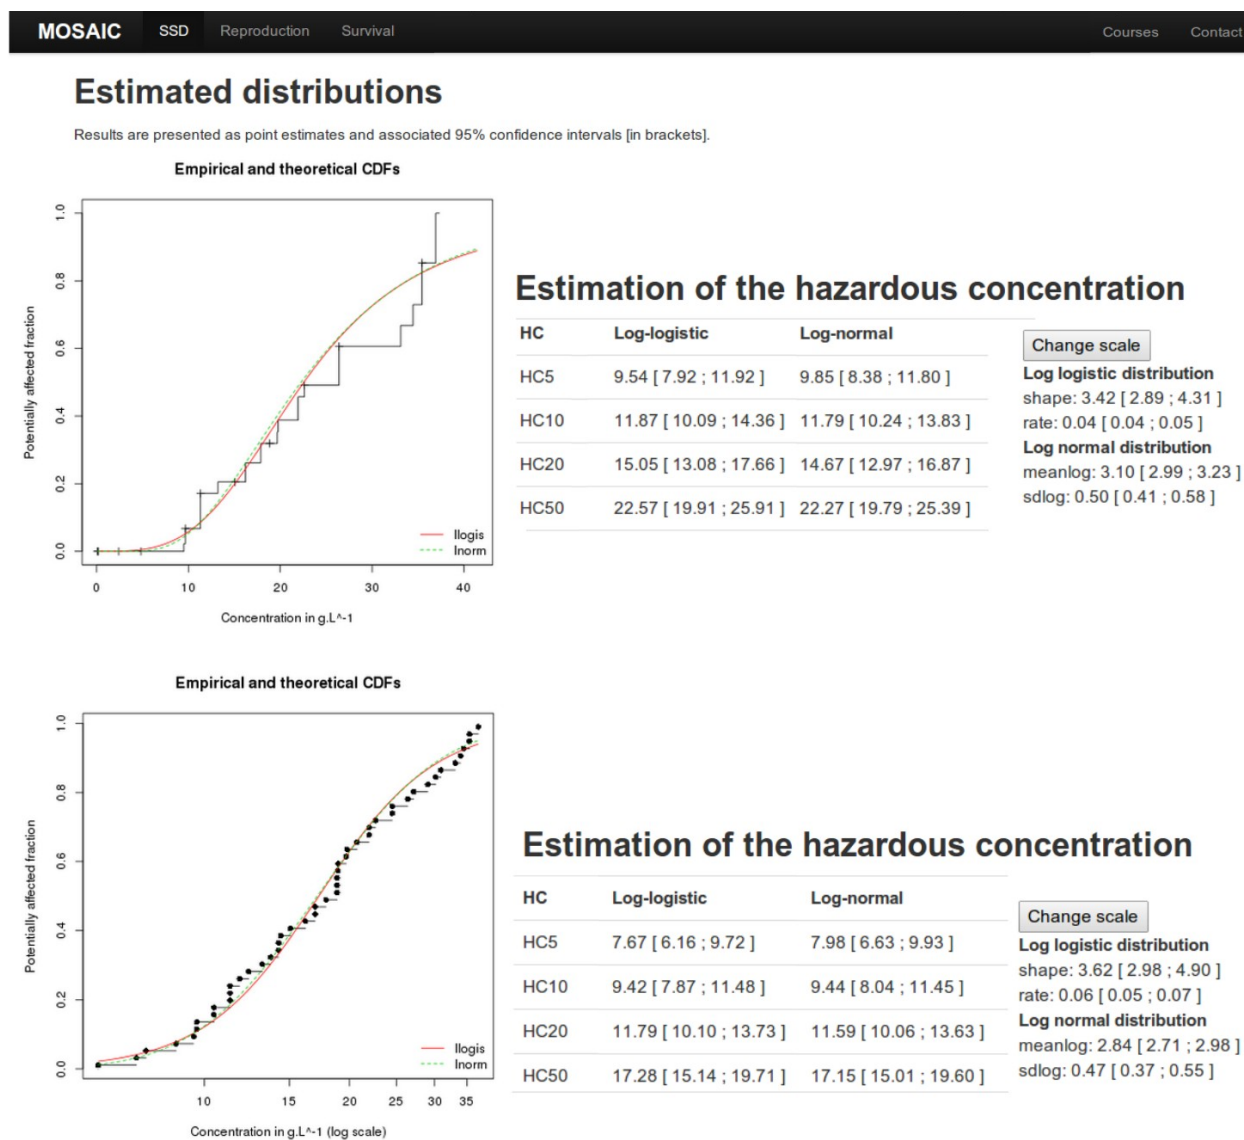 MOSAIC SSD Reproduction Survival Courses Contact
Estimated distributions
Results are presented as point estimates and associated 95% confidence intervals [in brackets].
Empirical and theoretical CDFs
Potentially affected fraction
1.0
0.8
0.6
0.4
0.2
0.0
llogis
lnorm
0 10 20 30 40
Concentration in g.L^-1
Estimation of the hazardous concentration
HC Log-logistic Log-normal
HC5 9.54 [ 7.92 ; 11.92 ] 9.85 [ 8.38 ; 11.80 ]
HC10 11.87 [ 10.09 ; 14.36 ] 11.79 [ 10.24 ; 13.83 ]
HC20 15.05 [ 13.08 ; 17.66 ] 14.67 [ 12.97 ; 16.87 ]
HC50 22.57 [ 19.91 ; 25.91 ] 22.27 [ 19.79 ; 25.39 ]
Change scale
Log logistic distribution
shape: 3.42 [ 2.89 ; 4.31 ]
rate: 0.04 [ 0.04 ; 0.05 ]
Log normal distribution
meanlog: 3.10 [ 2.99 ; 3.23 ]
sdlog: 0.50 [ 0.41 ; 0.58 ]
Empirical and theoretical CDFs
Potentially affected fraction
1.0
0.8
0.6
0.4
0.2
0.0
llogis
lnorm
10 15 20 25 30 35
Concentration in g.L^-1 (log scale)
Estimation of the hazardous concentration
HC Log-logistic Log-normal
HC5 7.67 [ 6.16 ; 9.72 ] 7.98 [ 6.63 ; 9.93 ]
HC10 9.42 [ 7.87 ; 11.48 ] 9.44 [ 8.04 ; 11.45 ]
HC20 11.79 [ 10.10 ; 13.73 ] 11.59 [ 10.06 ; 13.63 ]
HC50 17.28 [ 15.14 ; 19.71 ] 17.15 [ 15.01 ; 19.60 ]
Change scale
Log logistic distribution
shape: 3.62 [ 2.98 ; 4.90 ]
rate: 0.06 [ 0.05 ; 0.07 ]
Log normal distribution
meanlog: 2.84 [ 2.71 ; 2.98 ]
sdlog: 0.47 [ 0.37 ; 0.55 ]